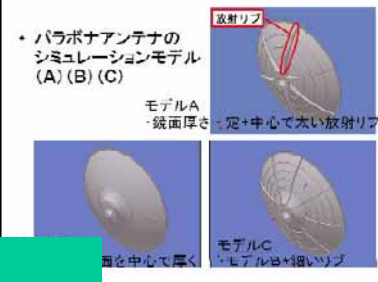 ・パラボナアンテナの
シミュレーションモデル
(A)(B)(C)
放射リブ
モデルA
・鏡面厚さ一定+中心で太い放射リブ
面を中心で厚く
モデルC
・モデルB+細いリブ